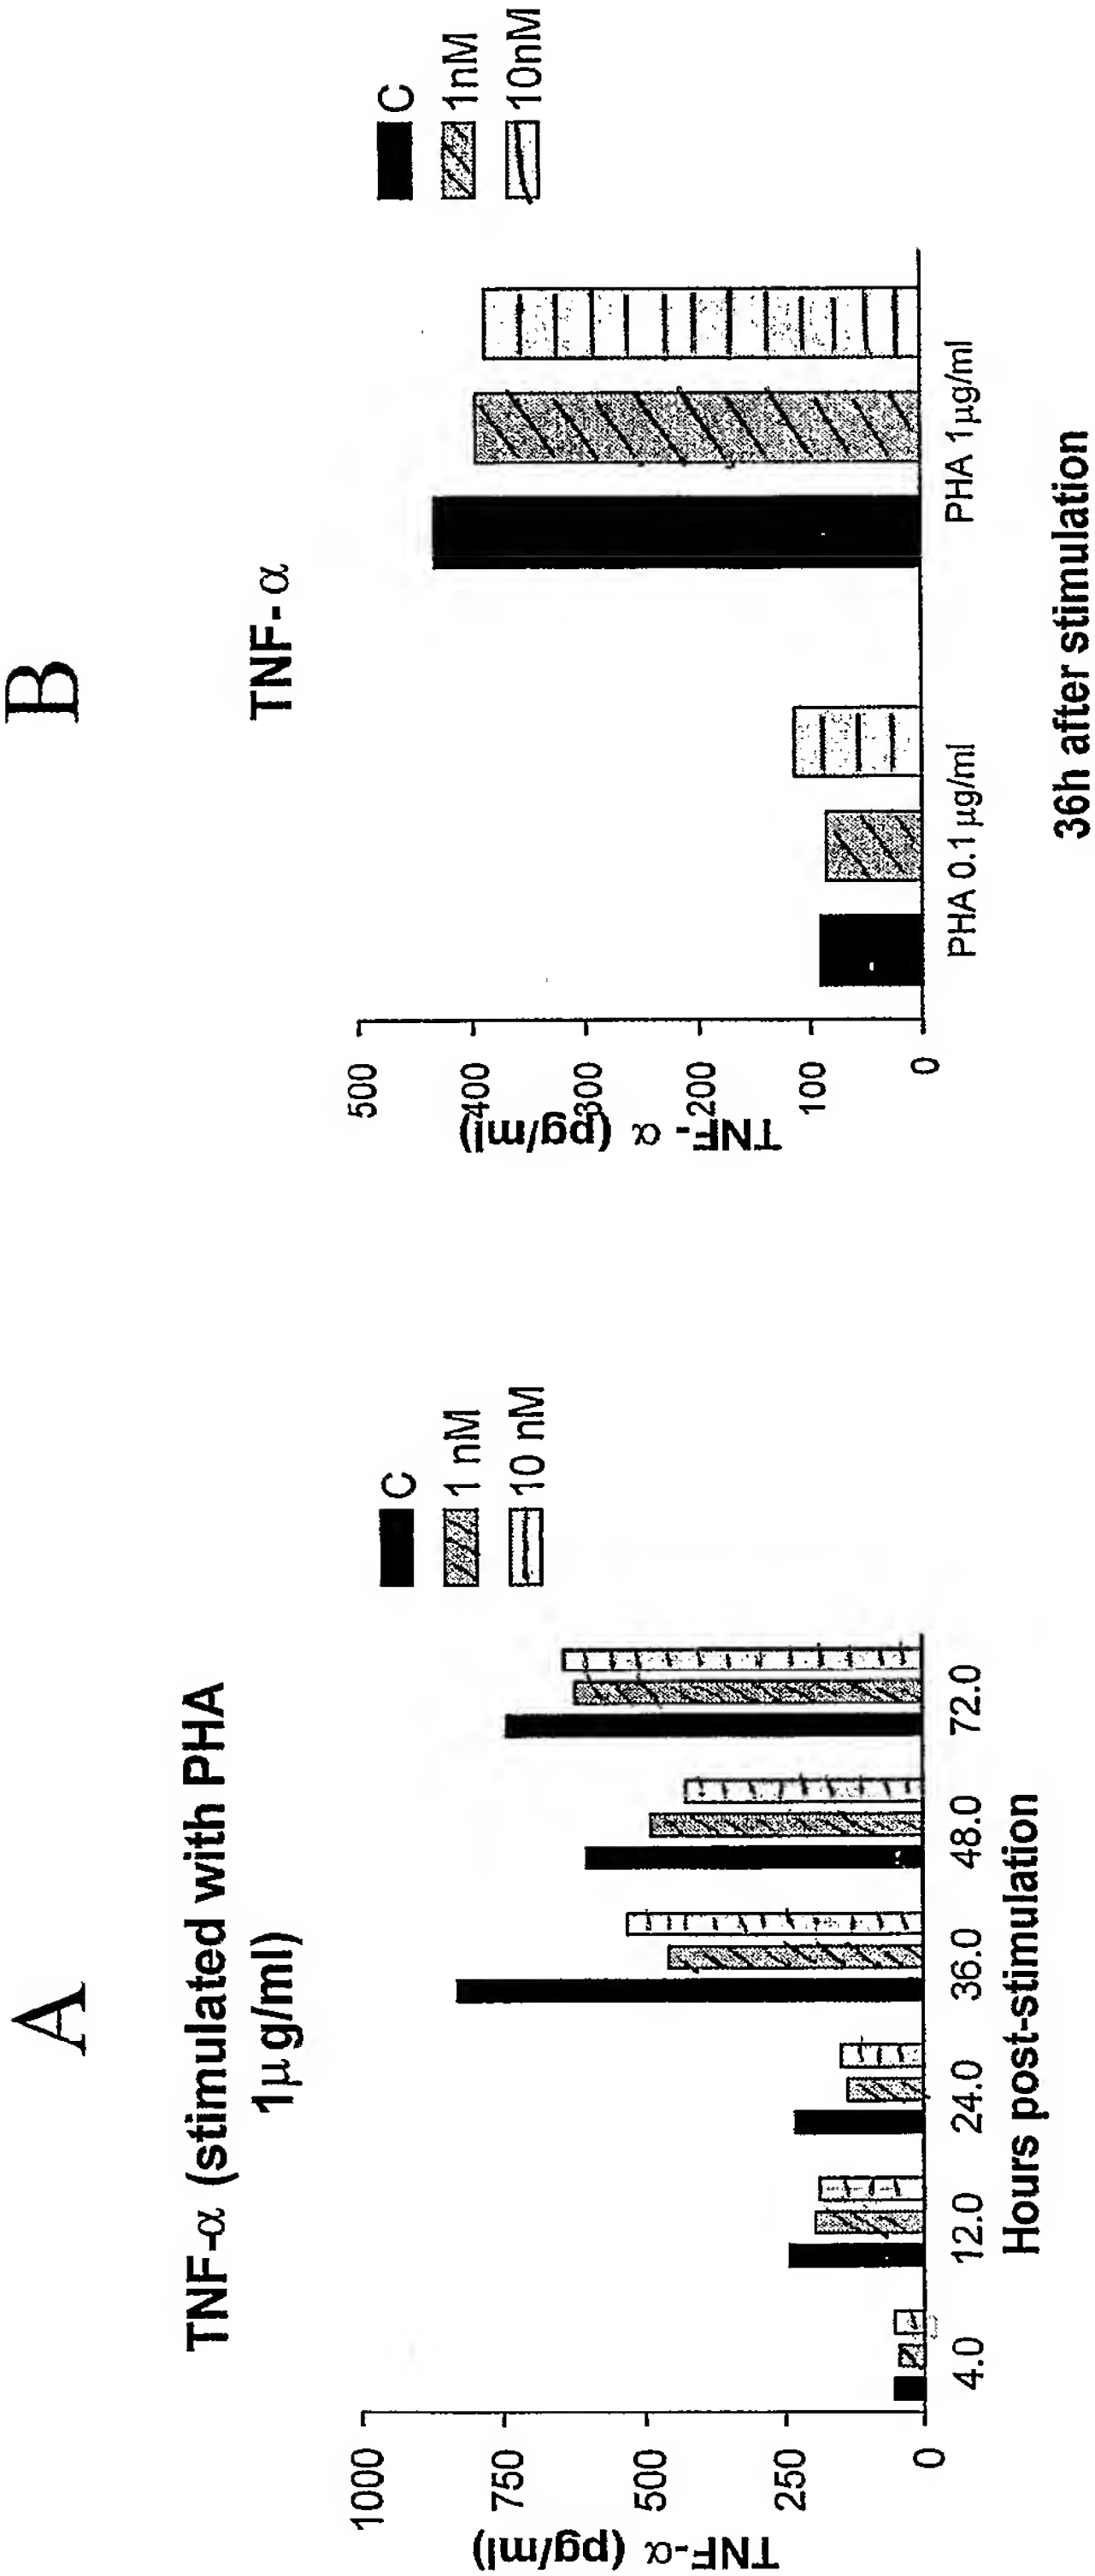 A
TNF-α (stimulated with PHA
1μg/ml)
TNF-α (pg/ml)
1000
750
500
250
0
4.0 12.0 24.0 36.0 48.0 72.0
Hours post-stimulation
C
1 nM
10 nM
B
TNF-α
TNF- α (pg/ml)
500
400
300
200
100
0
PHA 0.1μg/ml PHA 1μg/ml
36h after stimulation
C
1nM
10nM